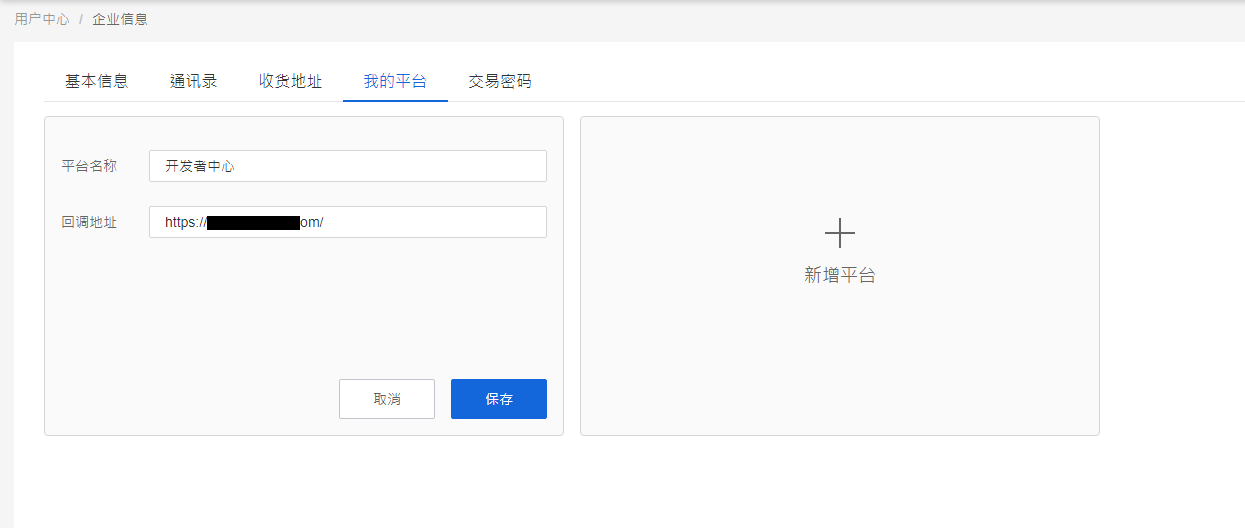 用户中心 / 企业信息
基本信息 通讯录 收货地址 我的平台 交易密码
平台名称 开发者中心
回调地址 https:// om/
新增平台
取消 保存